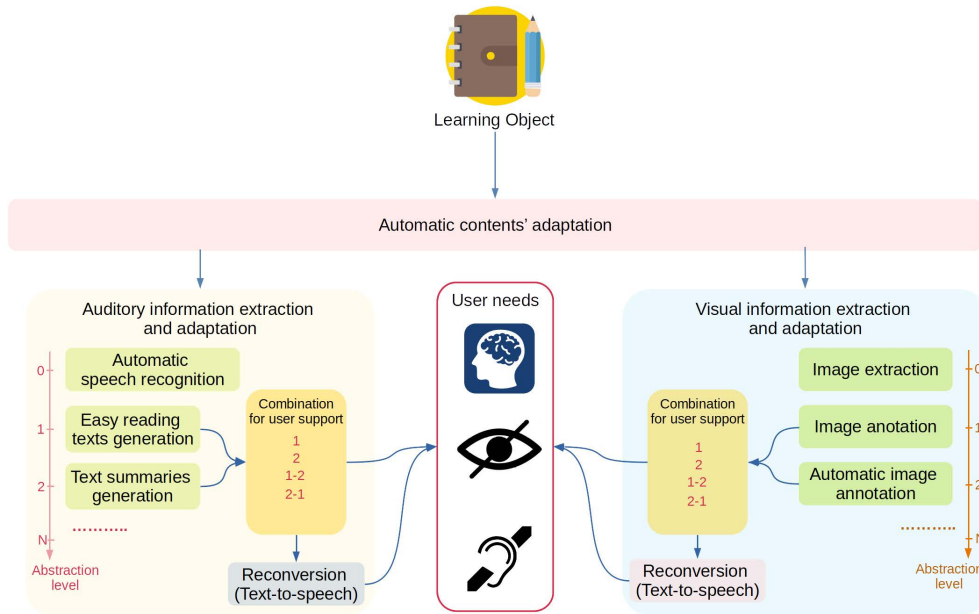 Learning Object
Automatic contents' adaptation
Auditory information extraction
and adaptation
0
Automatic
speech recognition
1
Easy reading
texts generation
2
Text summaries
generation
...........
N
Abstraction
level
Combination
for user support
1
2
1-2
2-1
Reconversion
(Text-to-speech)
User needs
Visual information extraction
and adaptation
Combination
for user support
1
2
1-2
2-1
Reconversion
(Text-to-speech)
Image extraction
0
Image anotation
1
Automatic image
annotation
2
...........
N
Abstraction
level